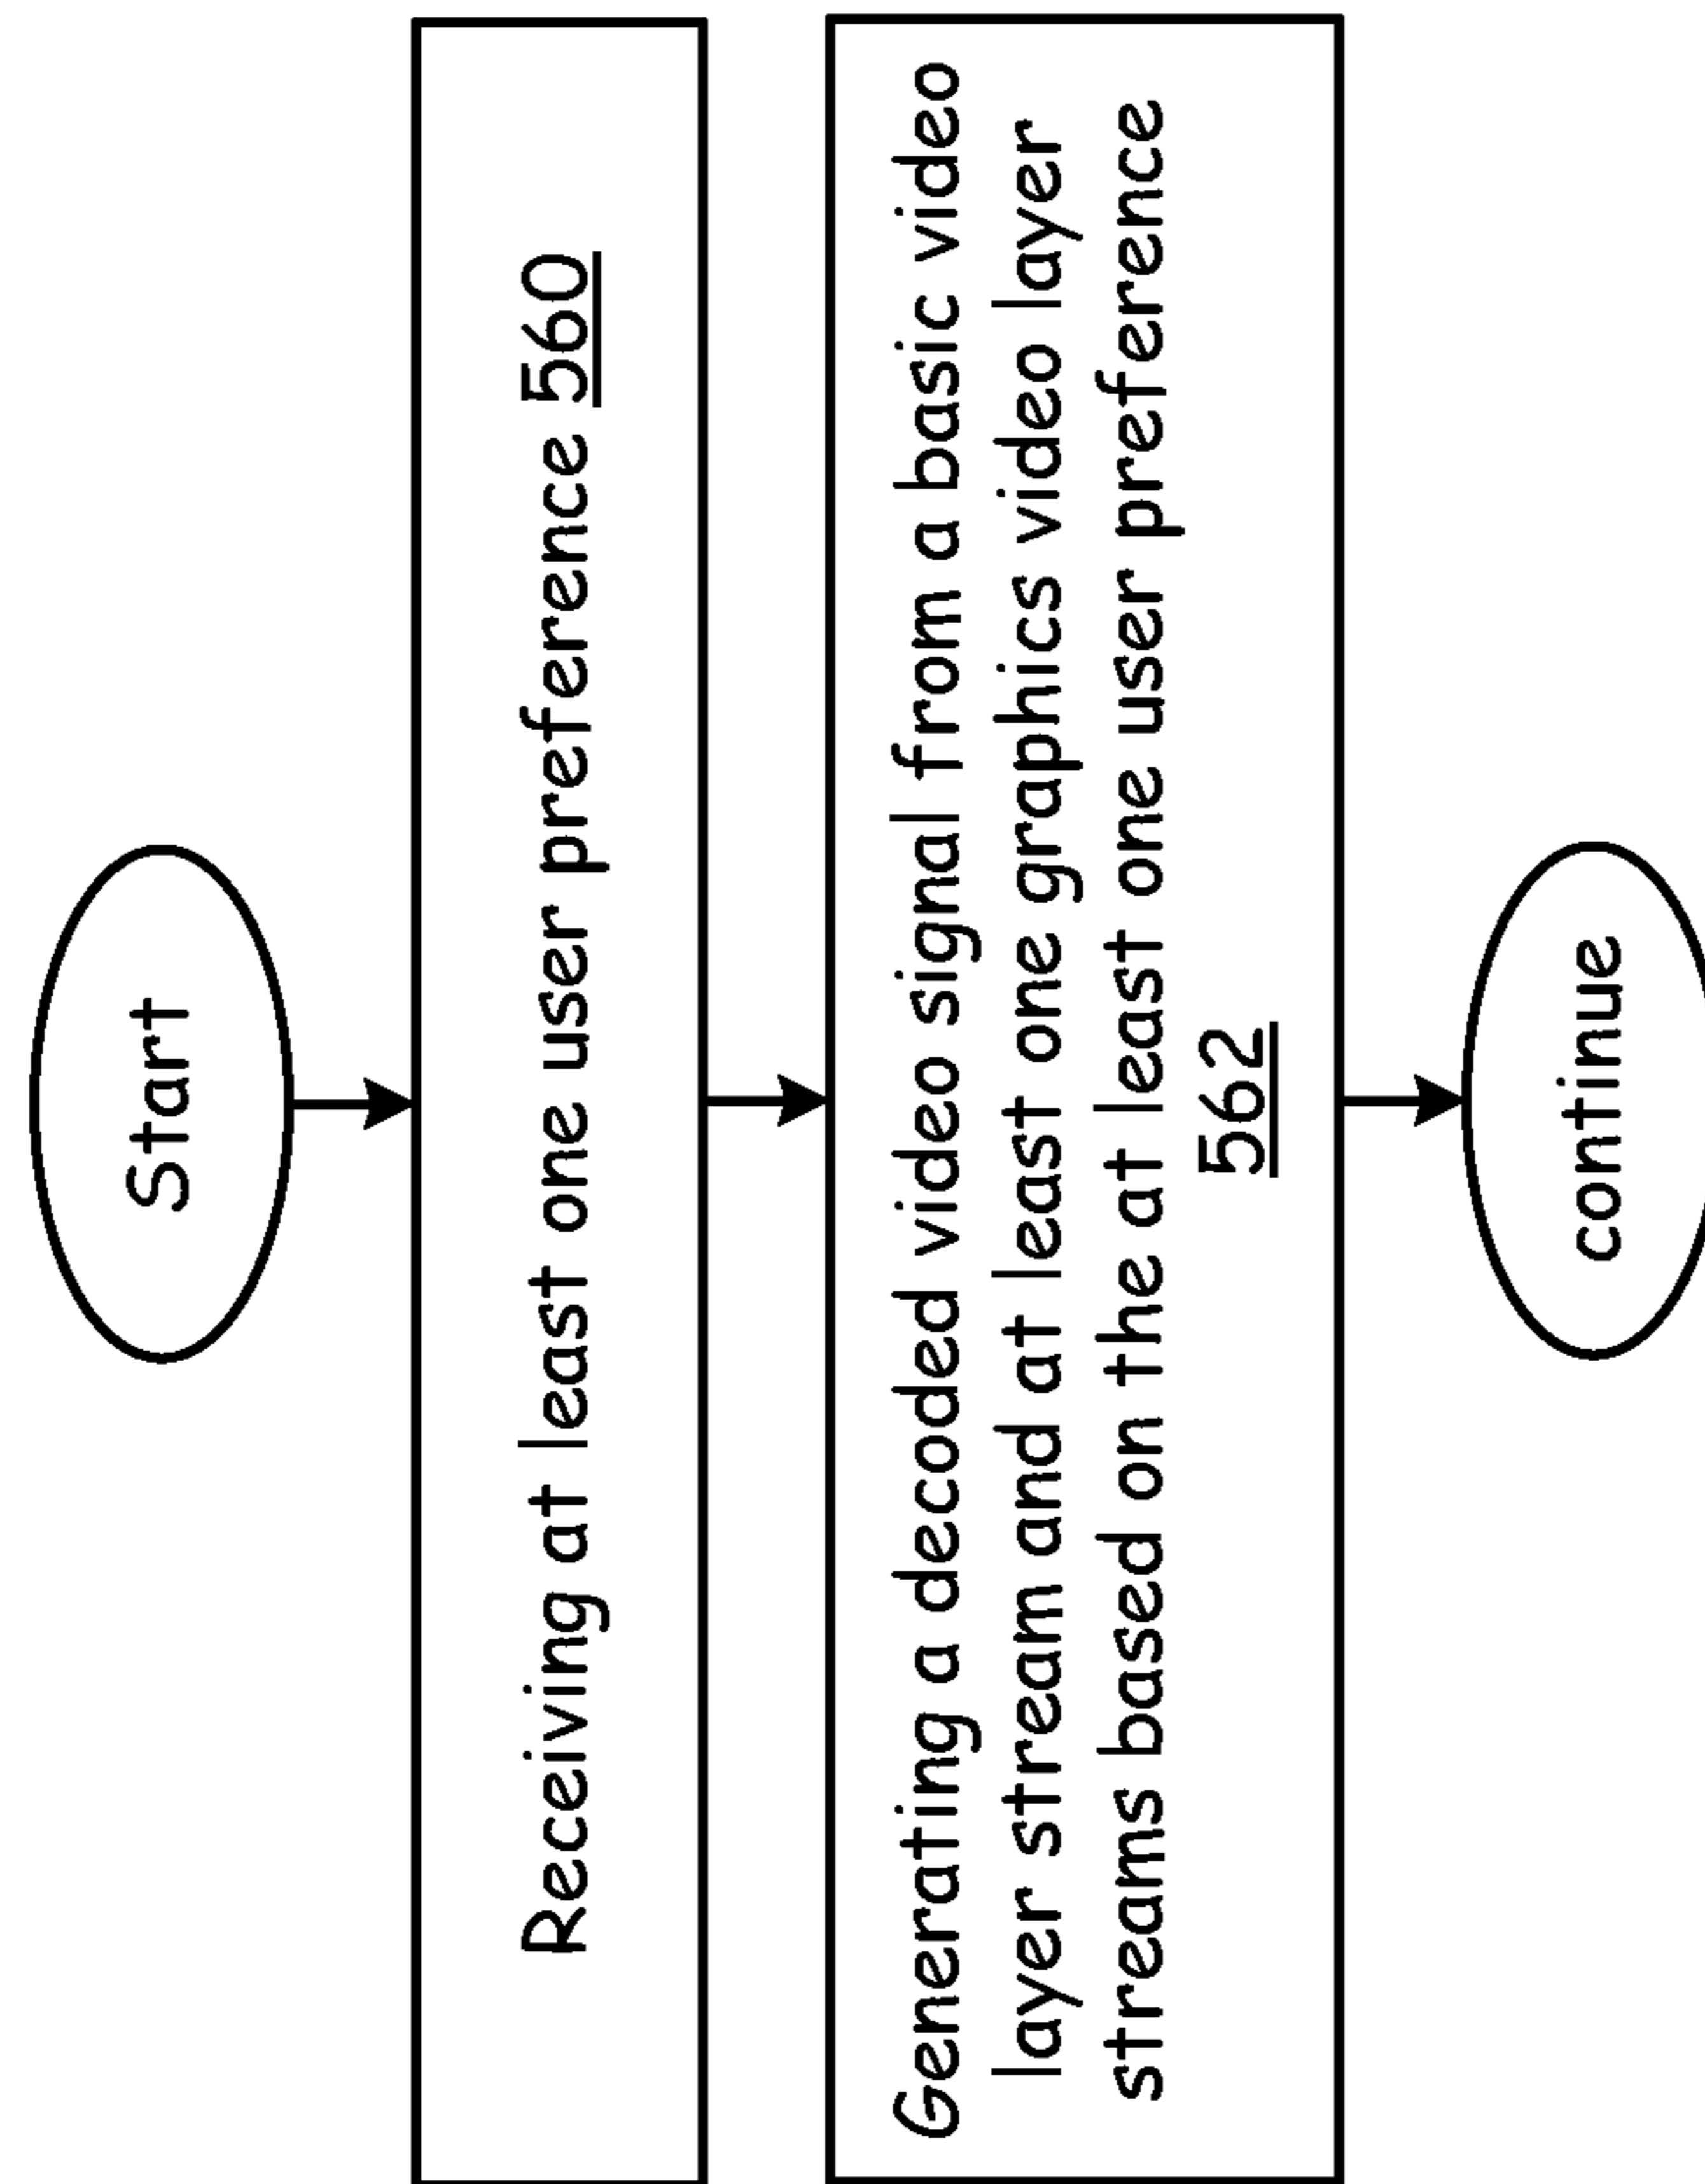 Start
Receiving at least one user preference 560
Generating a decoded video signal from a basic video
layer stream and at least one graphics video layer
streams based on the at least one user preference
562
continue